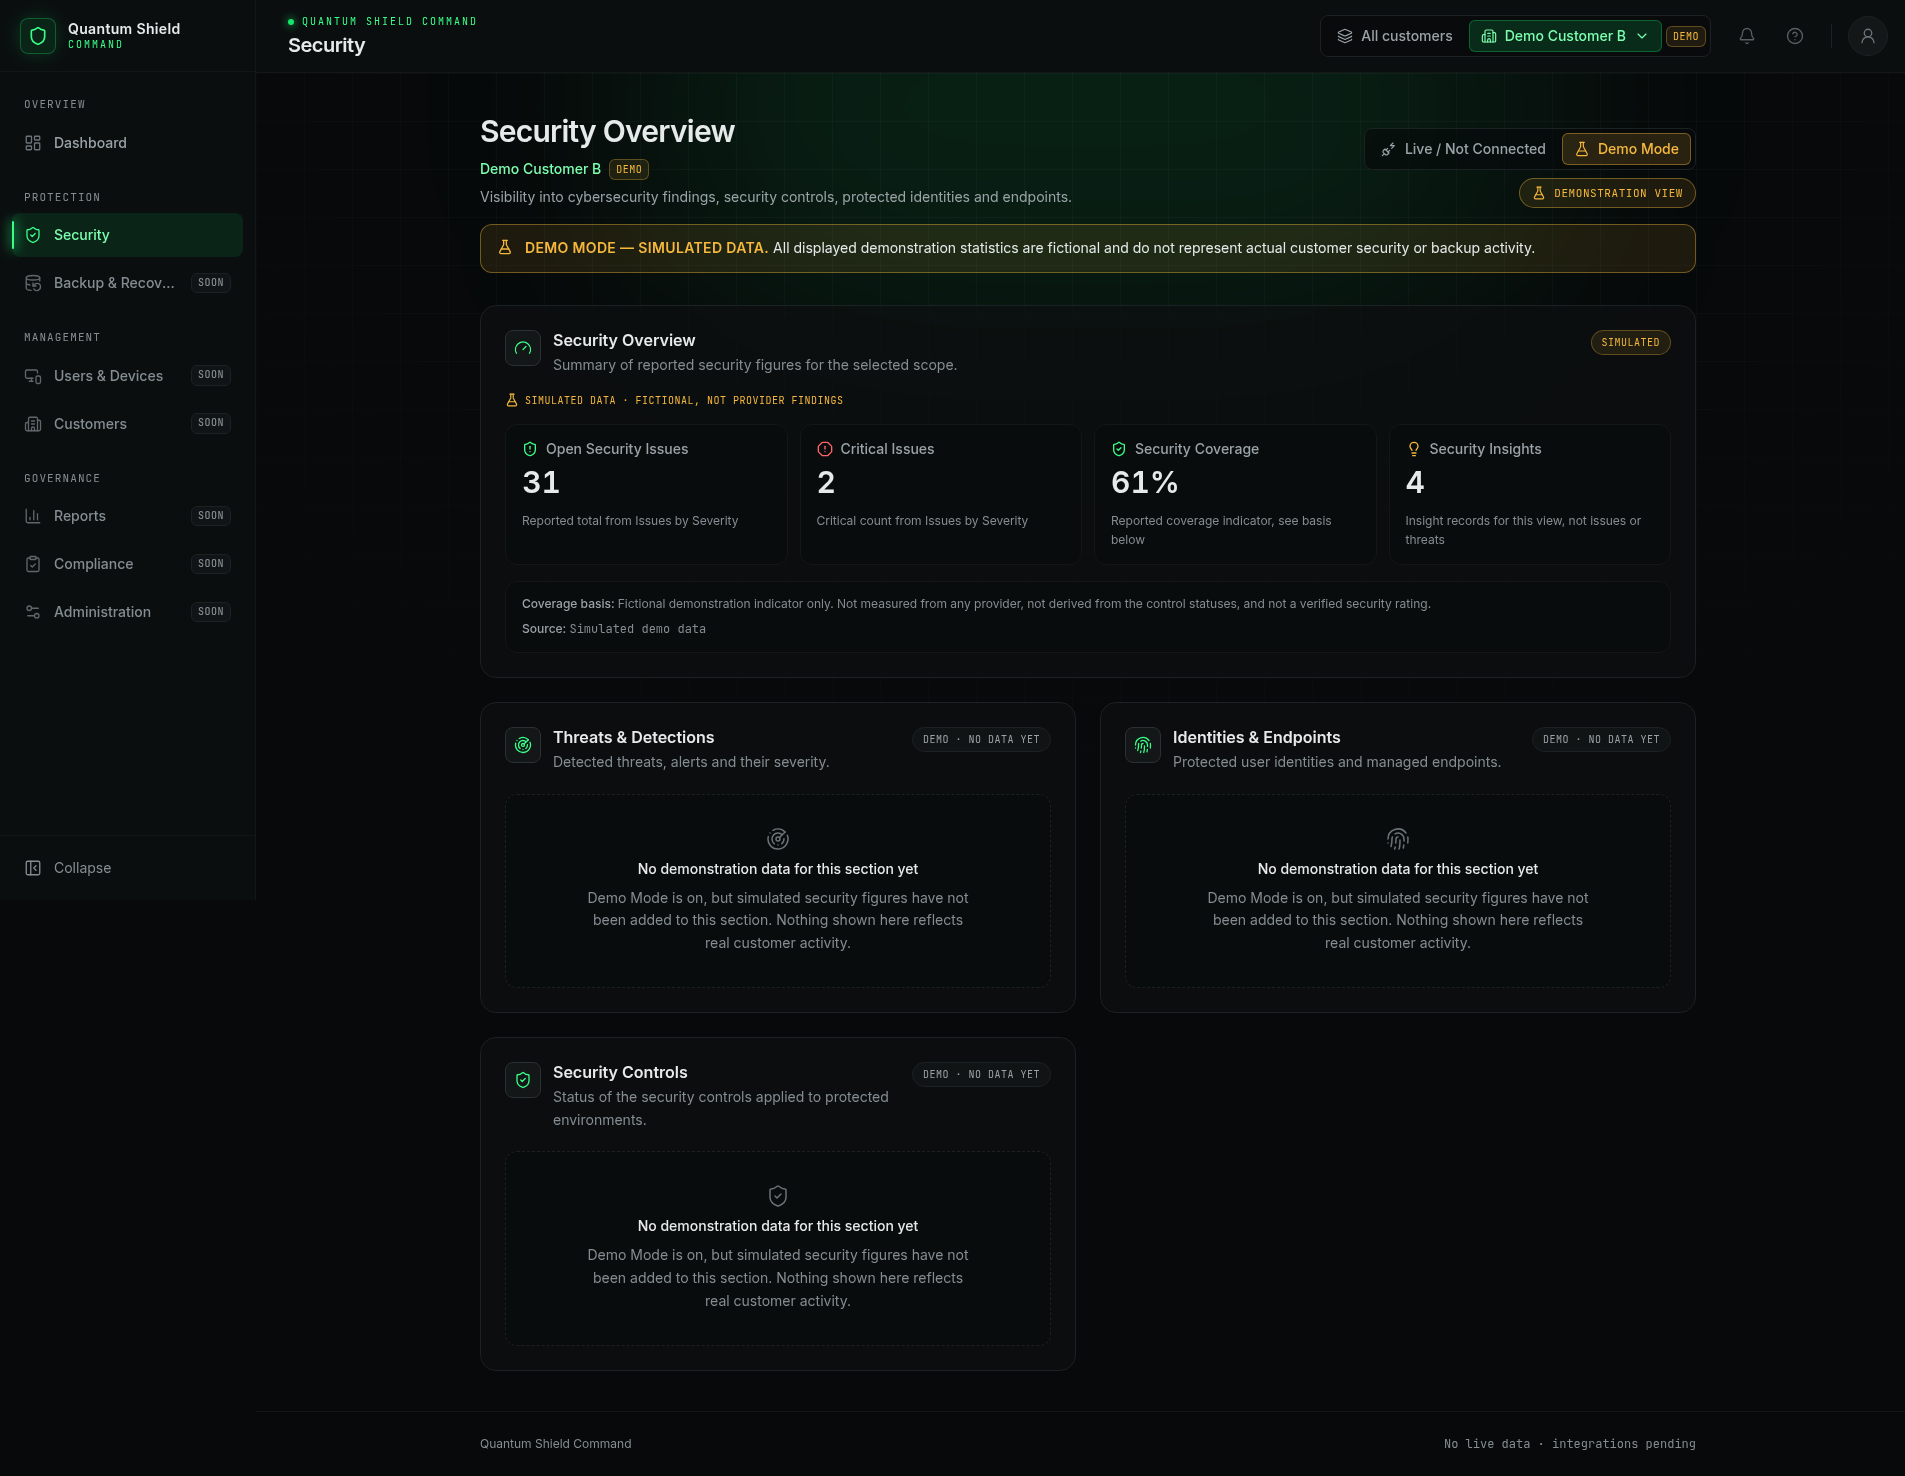 Quantum Shield
COMMAND
OVERVIEW
Dashboard
PROTECTION
Security
Backup & Recov... SOON
MANAGEMENT
Users & Devices SOON
Customers SOON
GOVERNANCE
Reports SOON
Compliance SOON
Administration SOON
Collapse
QUANTUM SHIELD COMMAND
Security
All customers Demo Customer B DEMO
Security Overview
Demo Customer B DEMO
Visibility into cybersecurity findings, security controls, protected identities and endpoints.
Live / Not Connected Demo Mode
DEMONSTRATION VIEW
DEMO MODE — SIMULATED DATA. All displayed demonstration statistics are fictional and do not represent actual customer security or backup activity.
Security Overview
Summary of reported security figures for the selected scope.
SIMULATED
SIMULATED DATA · FICTIONAL, NOT PROVIDER FINDINGS
Open Security Issues
31
Reported total from Issues by Severity
Critical Issues
2
Critical count from Issues by Severity
Security Coverage
61%
Reported coverage indicator, see basis
below
Security Insights
4
Insight records for this view, not issues or
threats
Coverage basis: Fictional demonstration indicator only. Not measured from any provider, not derived from the control statuses, and not a verified security rating.
Source: Simulated demo data
Threats & Detections
Detected threats, alerts and their severity.
DEMO · NO DATA YET
No demonstration data for this section yet
Demo Mode is on, but simulated security figures have not
been added to this section. Nothing shown here reflects
real customer activity.
Identities & Endpoints
Protected user identities and managed endpoints.
DEMO · NO DATA YET
No demonstration data for this section yet
Demo Mode is on, but simulated security figures have not
been added to this section. Nothing shown here reflects
real customer activity.
Security Controls
Status of the security controls applied to protected
environments.
DEMO · NO DATA YET
No demonstration data for this section yet
Demo Mode is on, but simulated security figures have not
been added to this section. Nothing shown here reflects
real customer activity.
Quantum Shield Command
No live data · integrations pending